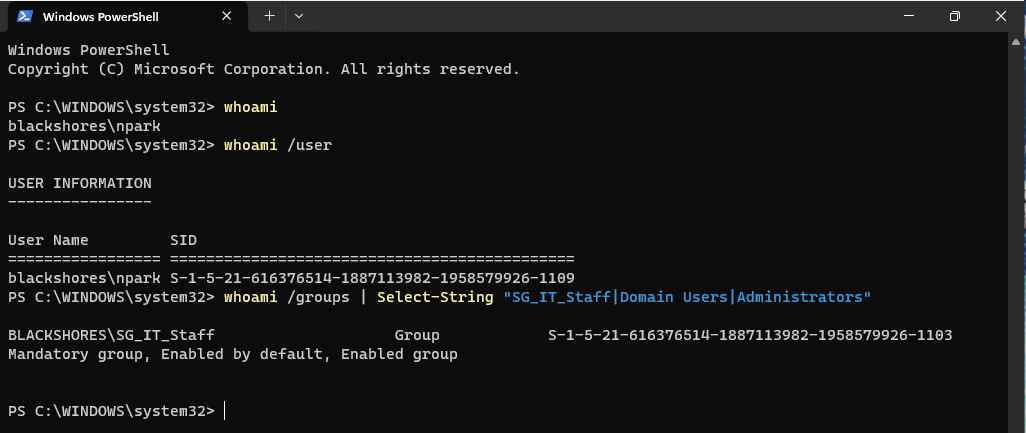 Windows PowerShell
Windows PowerShell
Copyright (C) Microsoft Corporation. All rights reserved.
PS C:\WINDOWS\system32> whoami
blackshores\npark
PS C:\WINDOWS\system32> whoami /user
USER INFORMATION
----------------
User Name         SID
================= =============================================
blackshores\npark S-1-5-21-616376514-1887113982-1958579926-1109
PS C:\WINDOWS\system32> whoami /groups | Select-String "SG_IT_Staff|Domain Users|Administrators"
BLACKSHORES\SG_IT_Staff                    Group            S-1-5-21-616376514-1887113982-1958579926-1103
Mandatory group, Enabled by default, Enabled group
PS C:\WINDOWS\system32>